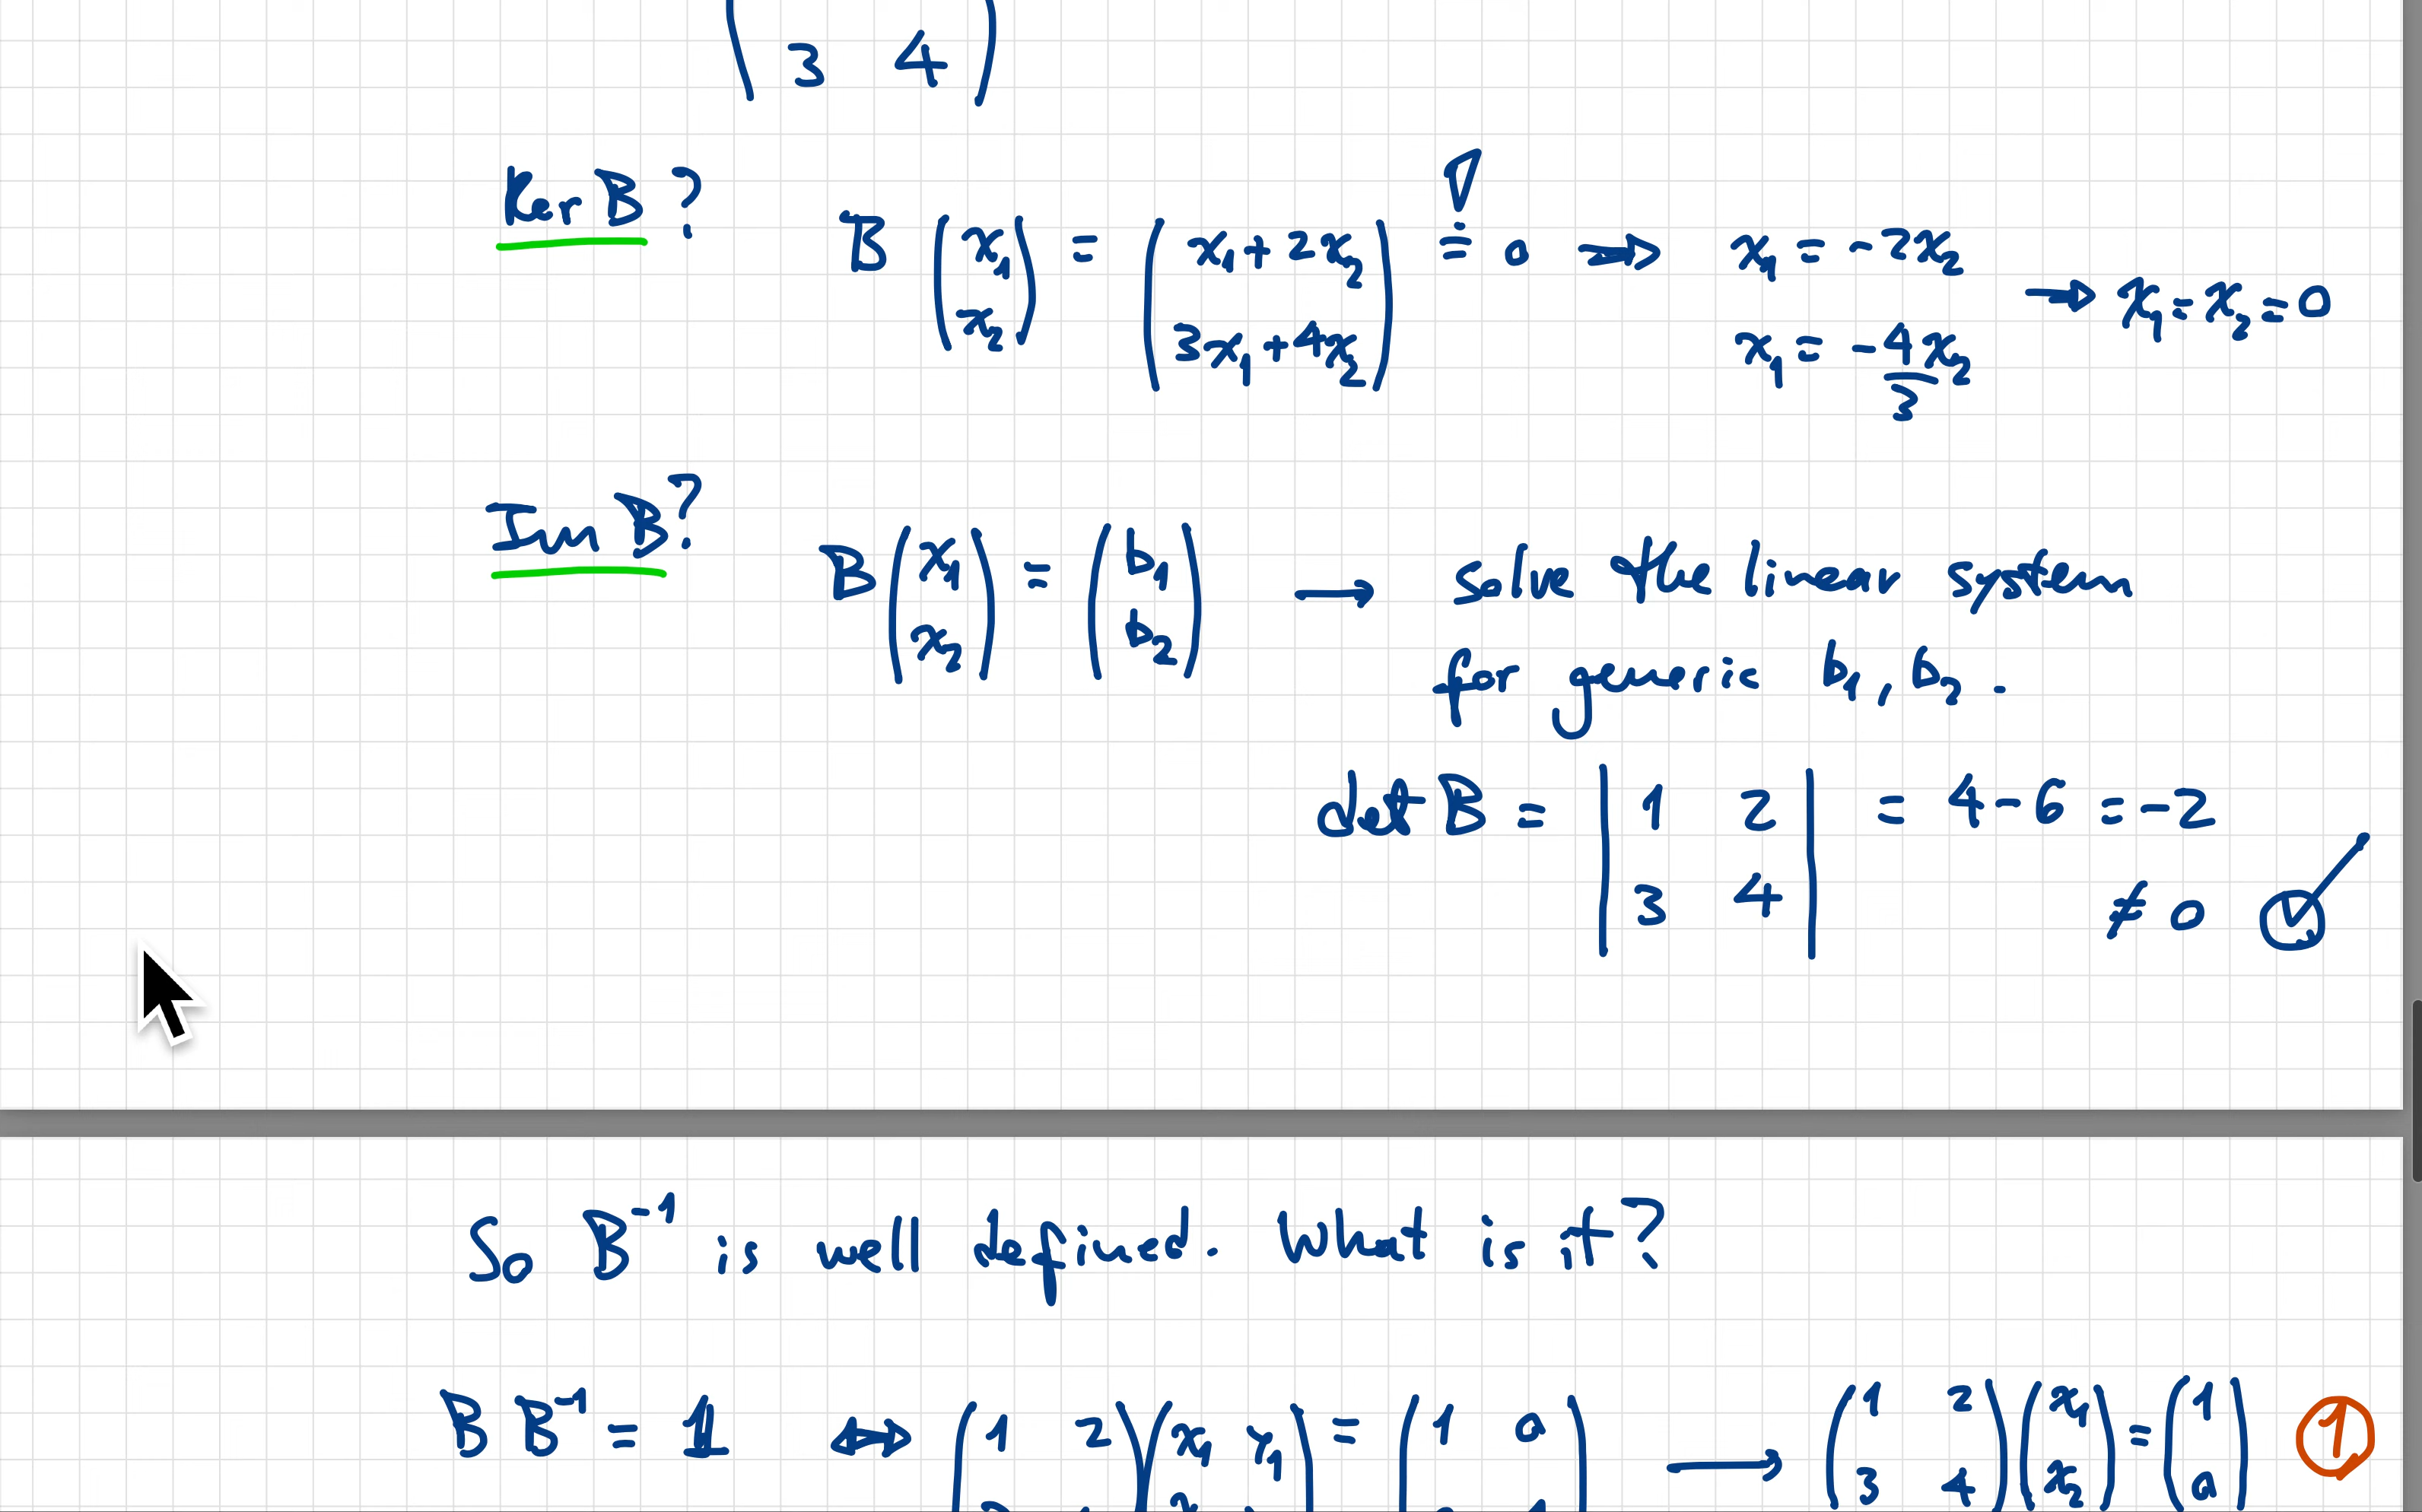 3 4
Ker B ?
B (x₁ x₂) = (x₁ + 2x₂ 3x₁ + 4x₂) = 0 → x₁ = -2x₂
x₁ = -4x₂/3
→ x₁ = x₂ = 0
Im B ?
B (x₁ x₂) = (b₁ b₂) → solve the linear system
for generic b₁, b₂.
det B = | 1 2 | = 4 - 6 = -2
3 4
≠ 0
So B⁻¹ is well defined. What is it?
B B⁻¹ = 𝟙 ⇔ (1 2)(x₁ y₁) = (1 0) → (1 2)(x₁) = (1) ①
(3 4)(x₂) = (0)